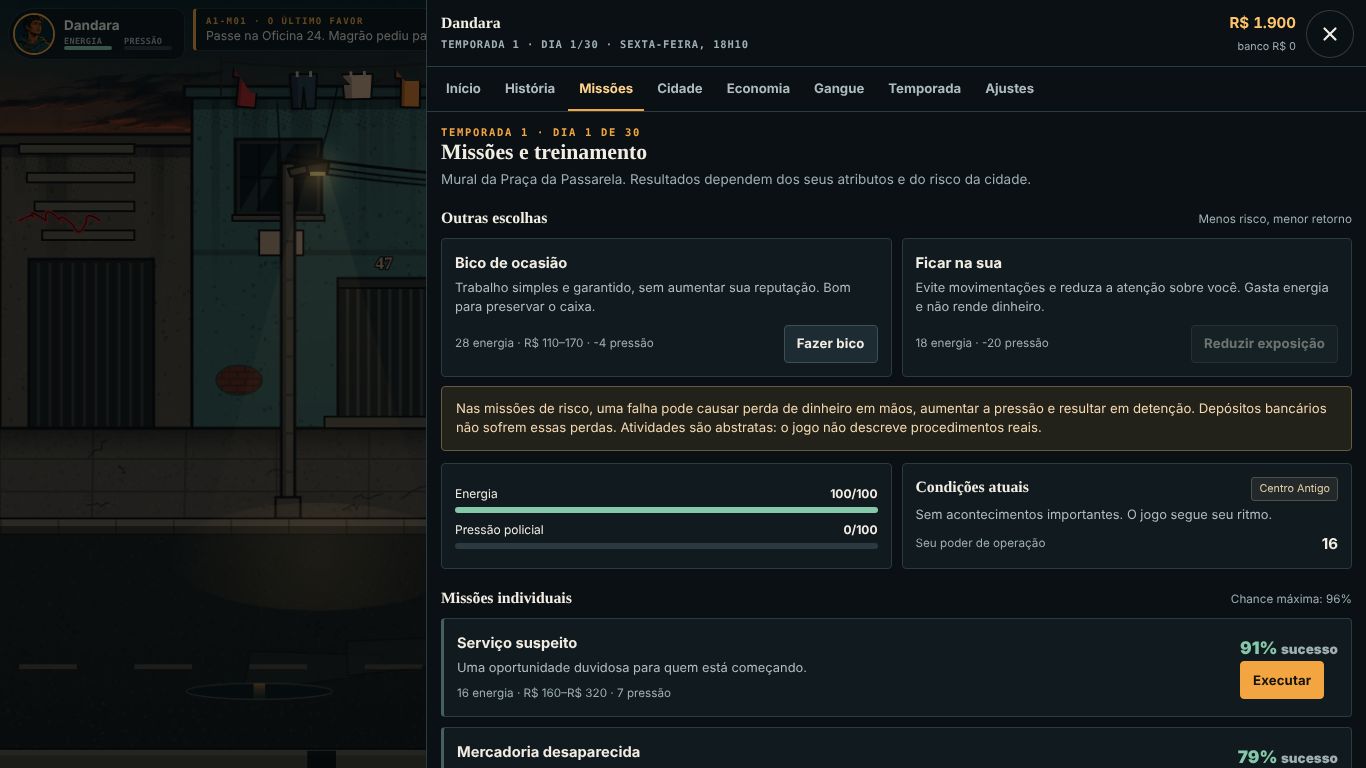 Dandara
ENERGIA PRESSÃO
A1-M01 · O ÚLTIMO FAVOR
Passe na Oficina 24. Magrão pediu pa
47
Dandara
TEMPORADA 1 · DIA 1/30 · SEXTA-FEIRA, 18H10
R$ 1.900
banco R$ 0
Início História Missões Cidade Economia Gangue Temporada Ajustes
TEMPORADA 1 · DIA 1 DE 30
Missões e treinamento
Mural da Praça da Passarela. Resultados dependem dos seus atributos e do risco da cidade.
Outras escolhas
Menos risco, menor retorno
Bico de ocasião
Trabalho simples e garantido, sem aumentar sua reputação. Bom
para preservar o caixa.
28 energia · R$ 110–170 · -4 pressão
Fazer bico
Ficar na sua
Evite movimentações e reduza a atenção sobre você. Gasta energia
e não rende dinheiro.
18 energia · -20 pressão
Reduzir exposição
Nas missões de risco, uma falha pode causar perda de dinheiro em mãos, aumentar a pressão e resultar em detenção. Depósitos bancários
não sofrem essas perdas. Atividades são abstratas: o jogo não descreve procedimentos reais.
Energia 100/100
Pressão policial 0/100
Condições atuais
Centro Antigo
Sem acontecimentos importantes. O jogo segue seu ritmo.
Seu poder de operação 16
Missões individuais
Chance máxima: 96%
Serviço suspeito
Uma oportunidade duvidosa para quem está começando.
16 energia · R$ 160–R$ 320 · 7 pressão
91% sucesso
Executar
Mercadoria desaparecida
79% sucesso